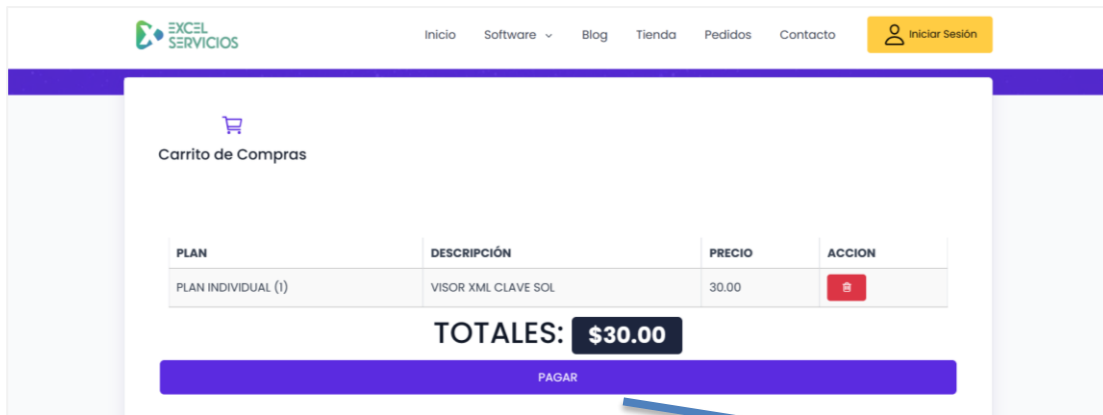 EXCEL
SERVICIOS
Inicio Software Blog Tienda Pedidos Contacto Iniciar Sesión
Carrito de Compras
PLAN DESCRIPCIÓN PRECIO ACCION
PLAN INDIVIDUAL (1) VISOR XML CLAVE SOL 30.00
TOTALES: $30.00
PAGAR